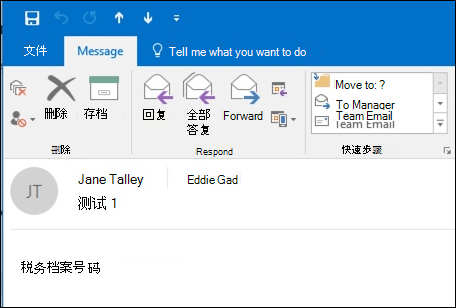 文件 Message Tell me what you want to do
删除 存档 回复 全部答复 Forward
Move to: ?
To Manager
Team Email
Team Email
删除 Respond 快速步骤
JT Jane Talley Eddie Gad
测试 1
税务档案号码